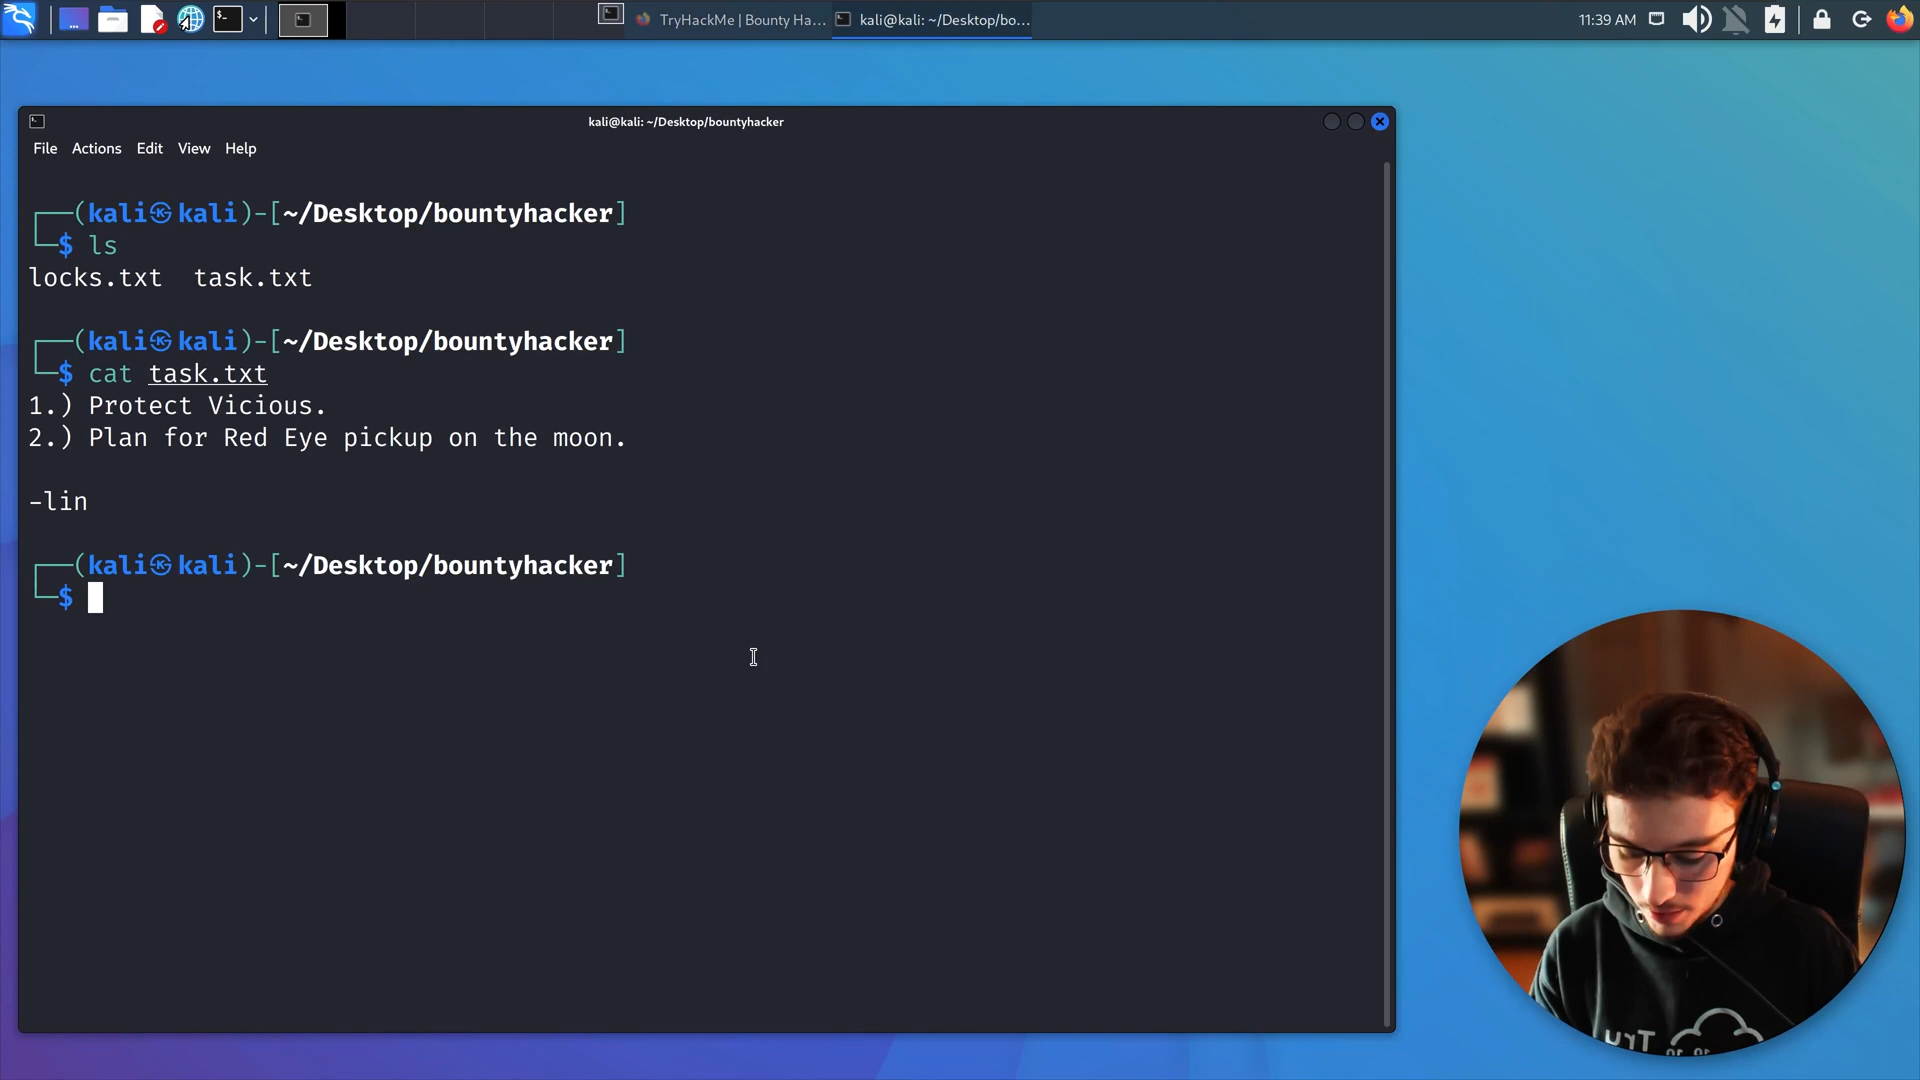 TryHackMe | Bounty Ha...
kali@kali: ~/Desktop/bo...
11:39 AM
kali@kali: ~/Desktop/bountyhacker
File Actions Edit View Help
┌──(kali㉿kali)-[~/Desktop/bountyhacker]
└─$ ls
locks.txt task.txt
┌──(kali㉿kali)-[~/Desktop/bountyhacker]
└─$ cat task.txt
1.) Protect Vicious.
2.) Plan for Red Eye pickup on the moon.
-lin
┌──(kali㉿kali)-[~/Desktop/bountyhacker]
└─$
Try